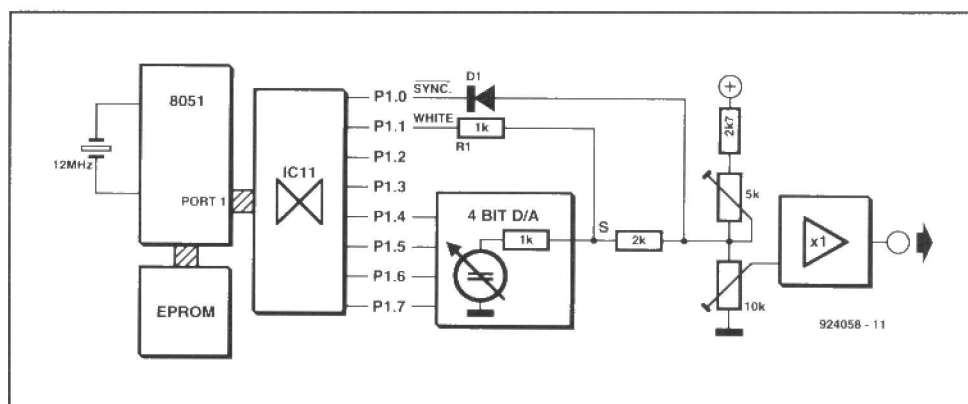 8051
12MHz
PORT 1
EPROM
IC11
P1.0
P1.1
P1.2
P1.3
P1.4
P1.5
P1.6
P1.7
SYNC.
WHITE
D1
1k
R1
4 BIT D/A
1k
S
2k
+
2k7
5k
10k
x1
924058 - 11